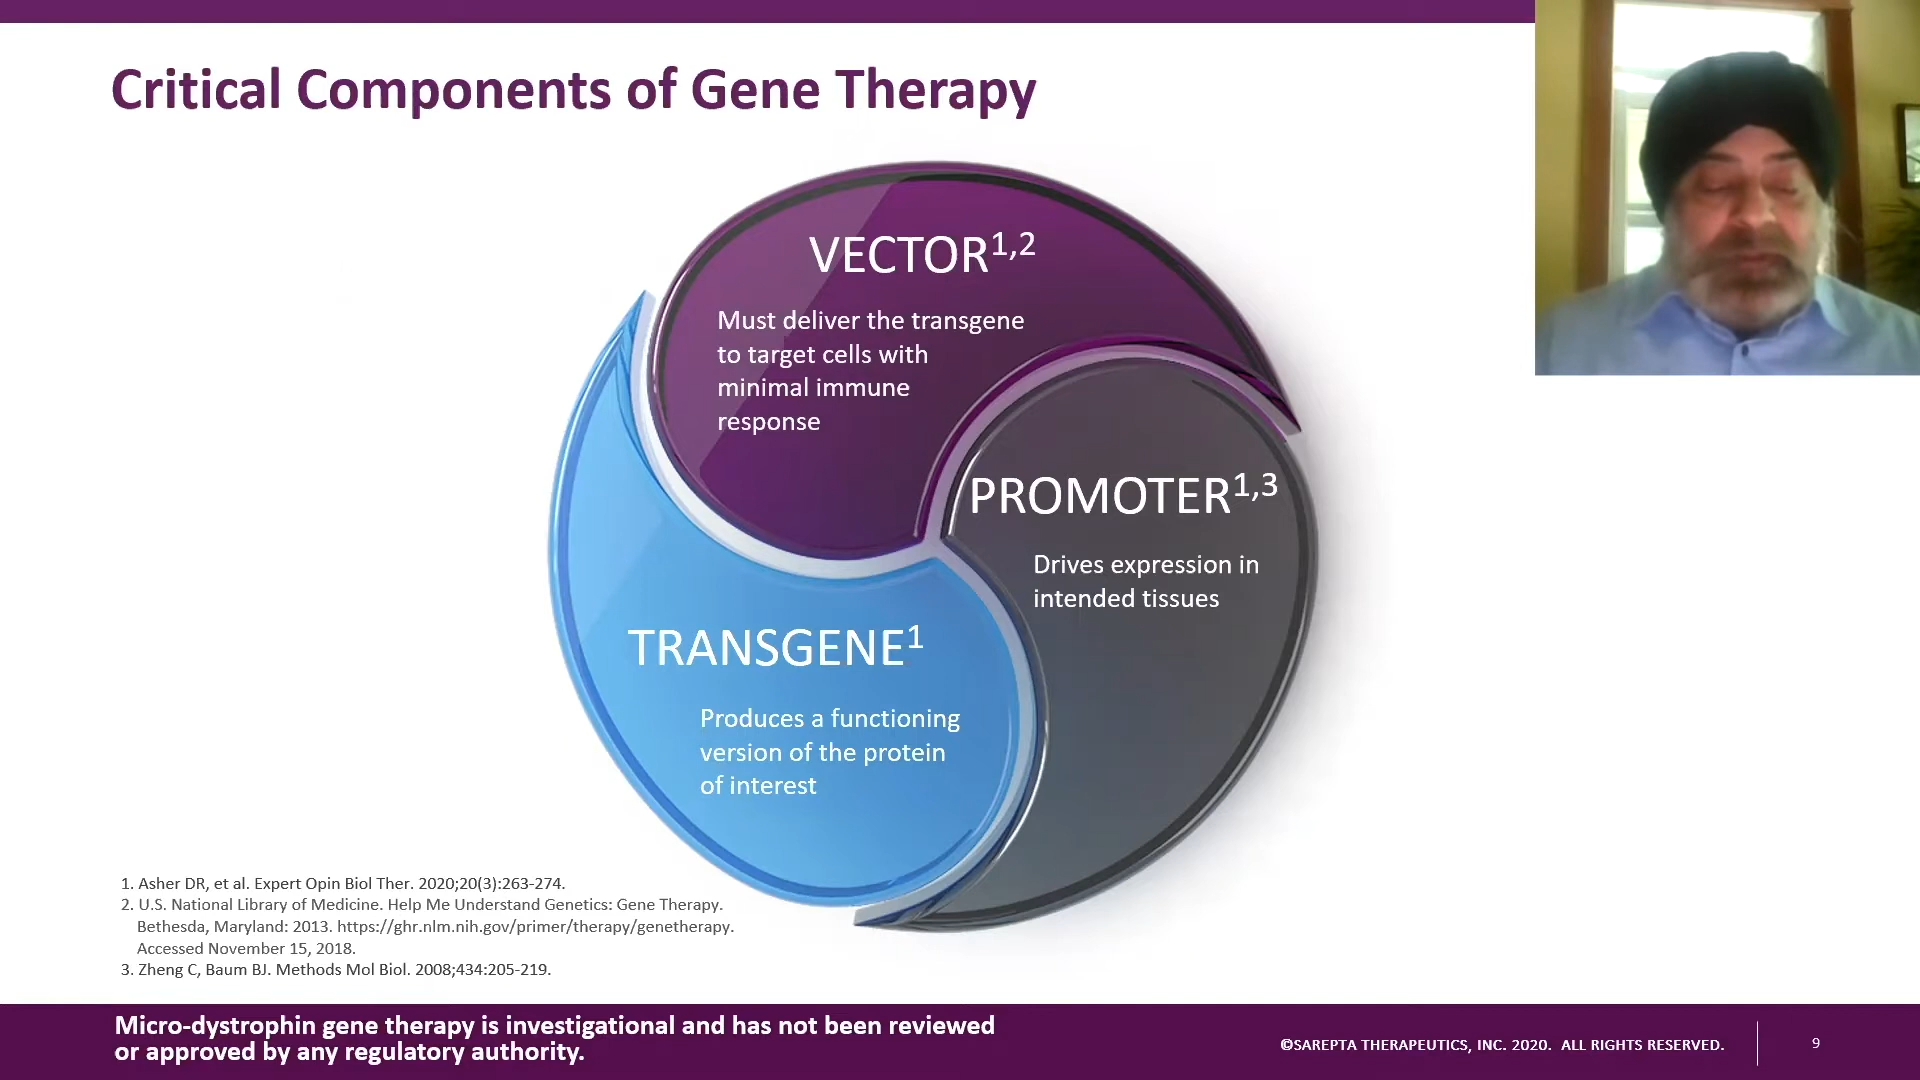 Critical Components of Gene Therapy
VECTOR1,2
Must deliver the transgene
to target cells with
minimal immune
response
PROMOTER1,3
Drives expression in
intended tissues
TRANSGENE1
Produces a functioning
version of the protein
of interest
1. Asher DR, et al. Expert Opin Biol Ther. 2020;20(3):263-274.
2. U.S. National Library of Medicine. Help Me Understand Genetics: Gene Therapy.
Bethesda, Maryland: 2013. https://ghr.nlm.nih.gov/primer/therapy/genetherapy.
Accessed November 15, 2018.
3. Zheng C, Baum BJ. Methods Mol Biol. 2008;434:205-219.
Micro-dystrophin gene therapy is investigational and has not been reviewed
or approved by any regulatory authority.
©SAREPTA THERAPEUTICS, INC. 2020. ALL RIGHTS RESERVED.
9